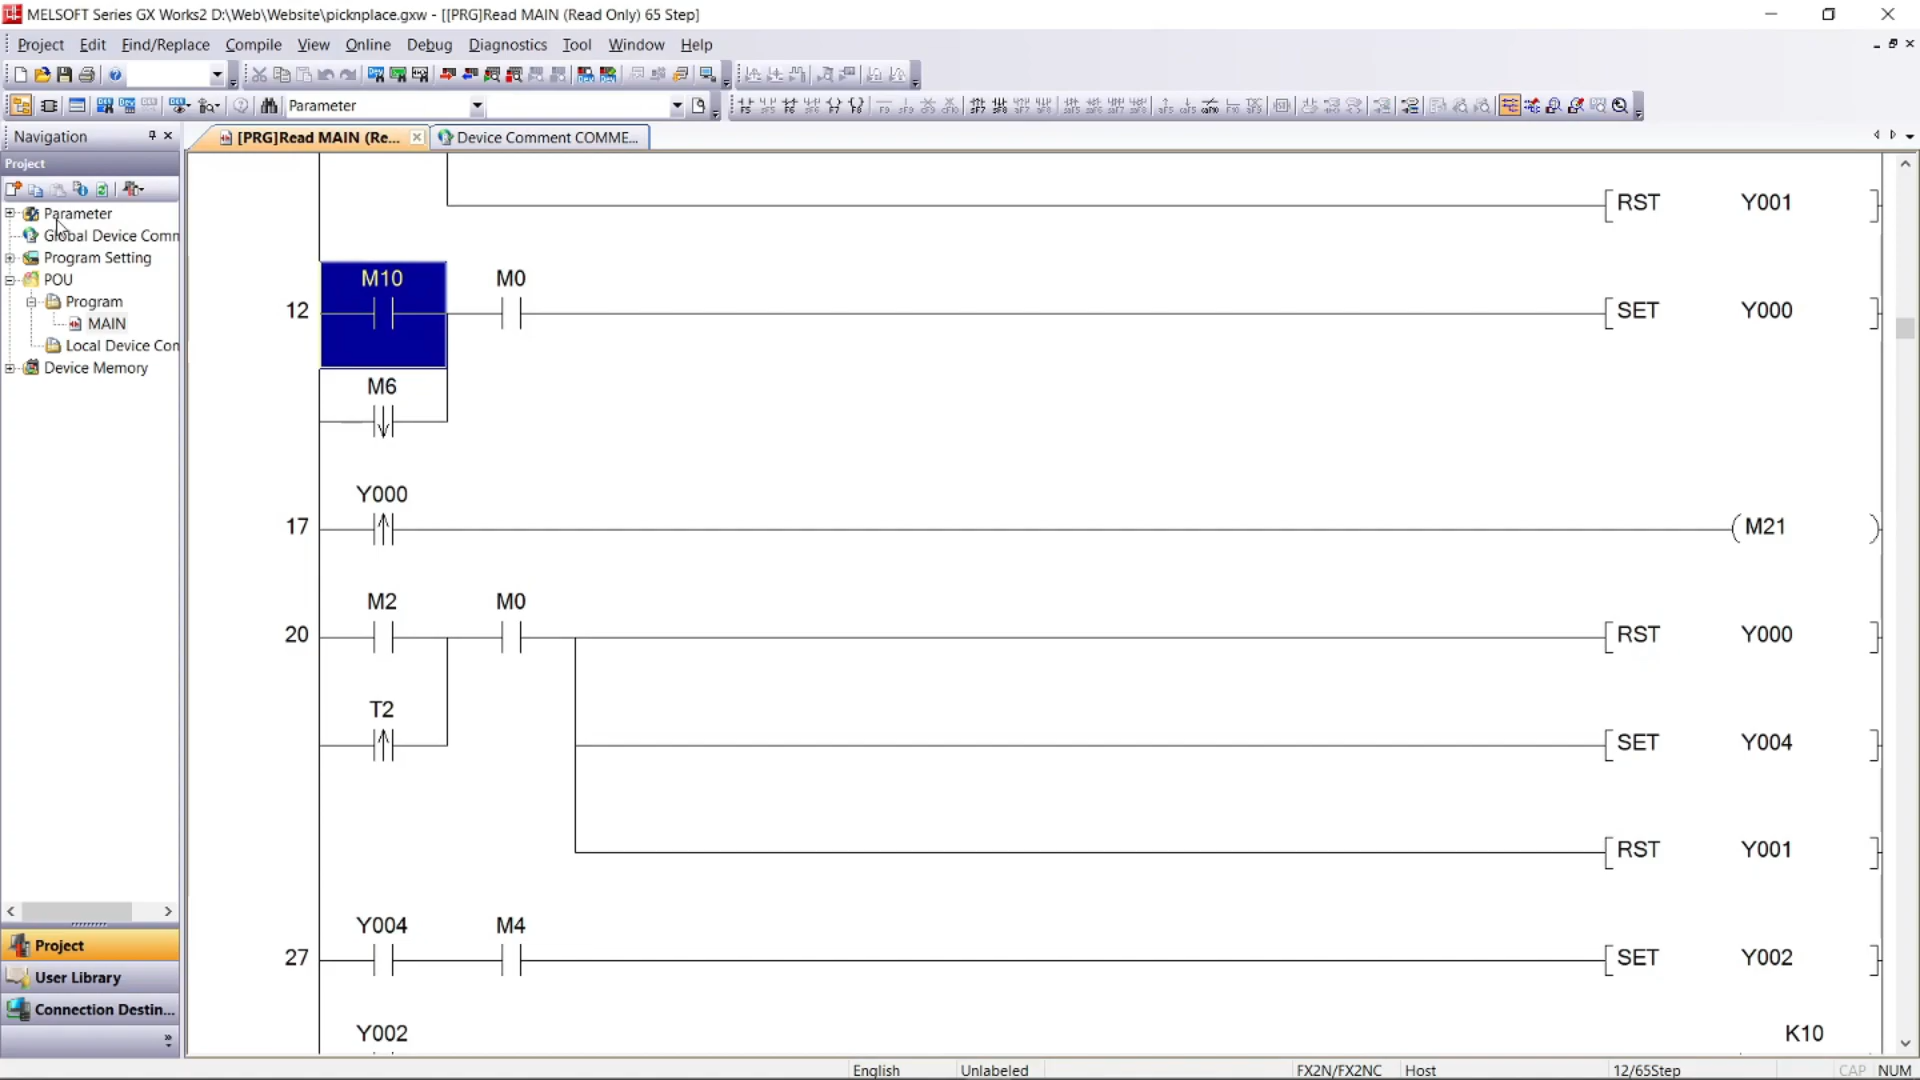 MELSOFT Series GX Works2 D:\Web\Website\picknplace.gxw - [[PRG]Read MAIN (Read Only) 65 Step]
Project Edit Find/Replace Compile View Online Debug Diagnostics Tool Window Help
Parameter
Navigation
[PRG]Read MAIN (Re...
Device Comment COMME...
Project
Parameter
Global Device Comm
Program Setting
POU
Program
MAIN
Local Device Con
Device Memory
Project
User Library
Connection Destin...
RST Y001
M10 M0
12 SET Y000
M6
Y000
17 M21
M2 M0
20 RST Y000
T2
SET Y004
RST Y001
Y004 M4
27 SET Y002
Y002 K10
English Unlabeled FX2N/FX2NC Host 12/65Step CAP NUM